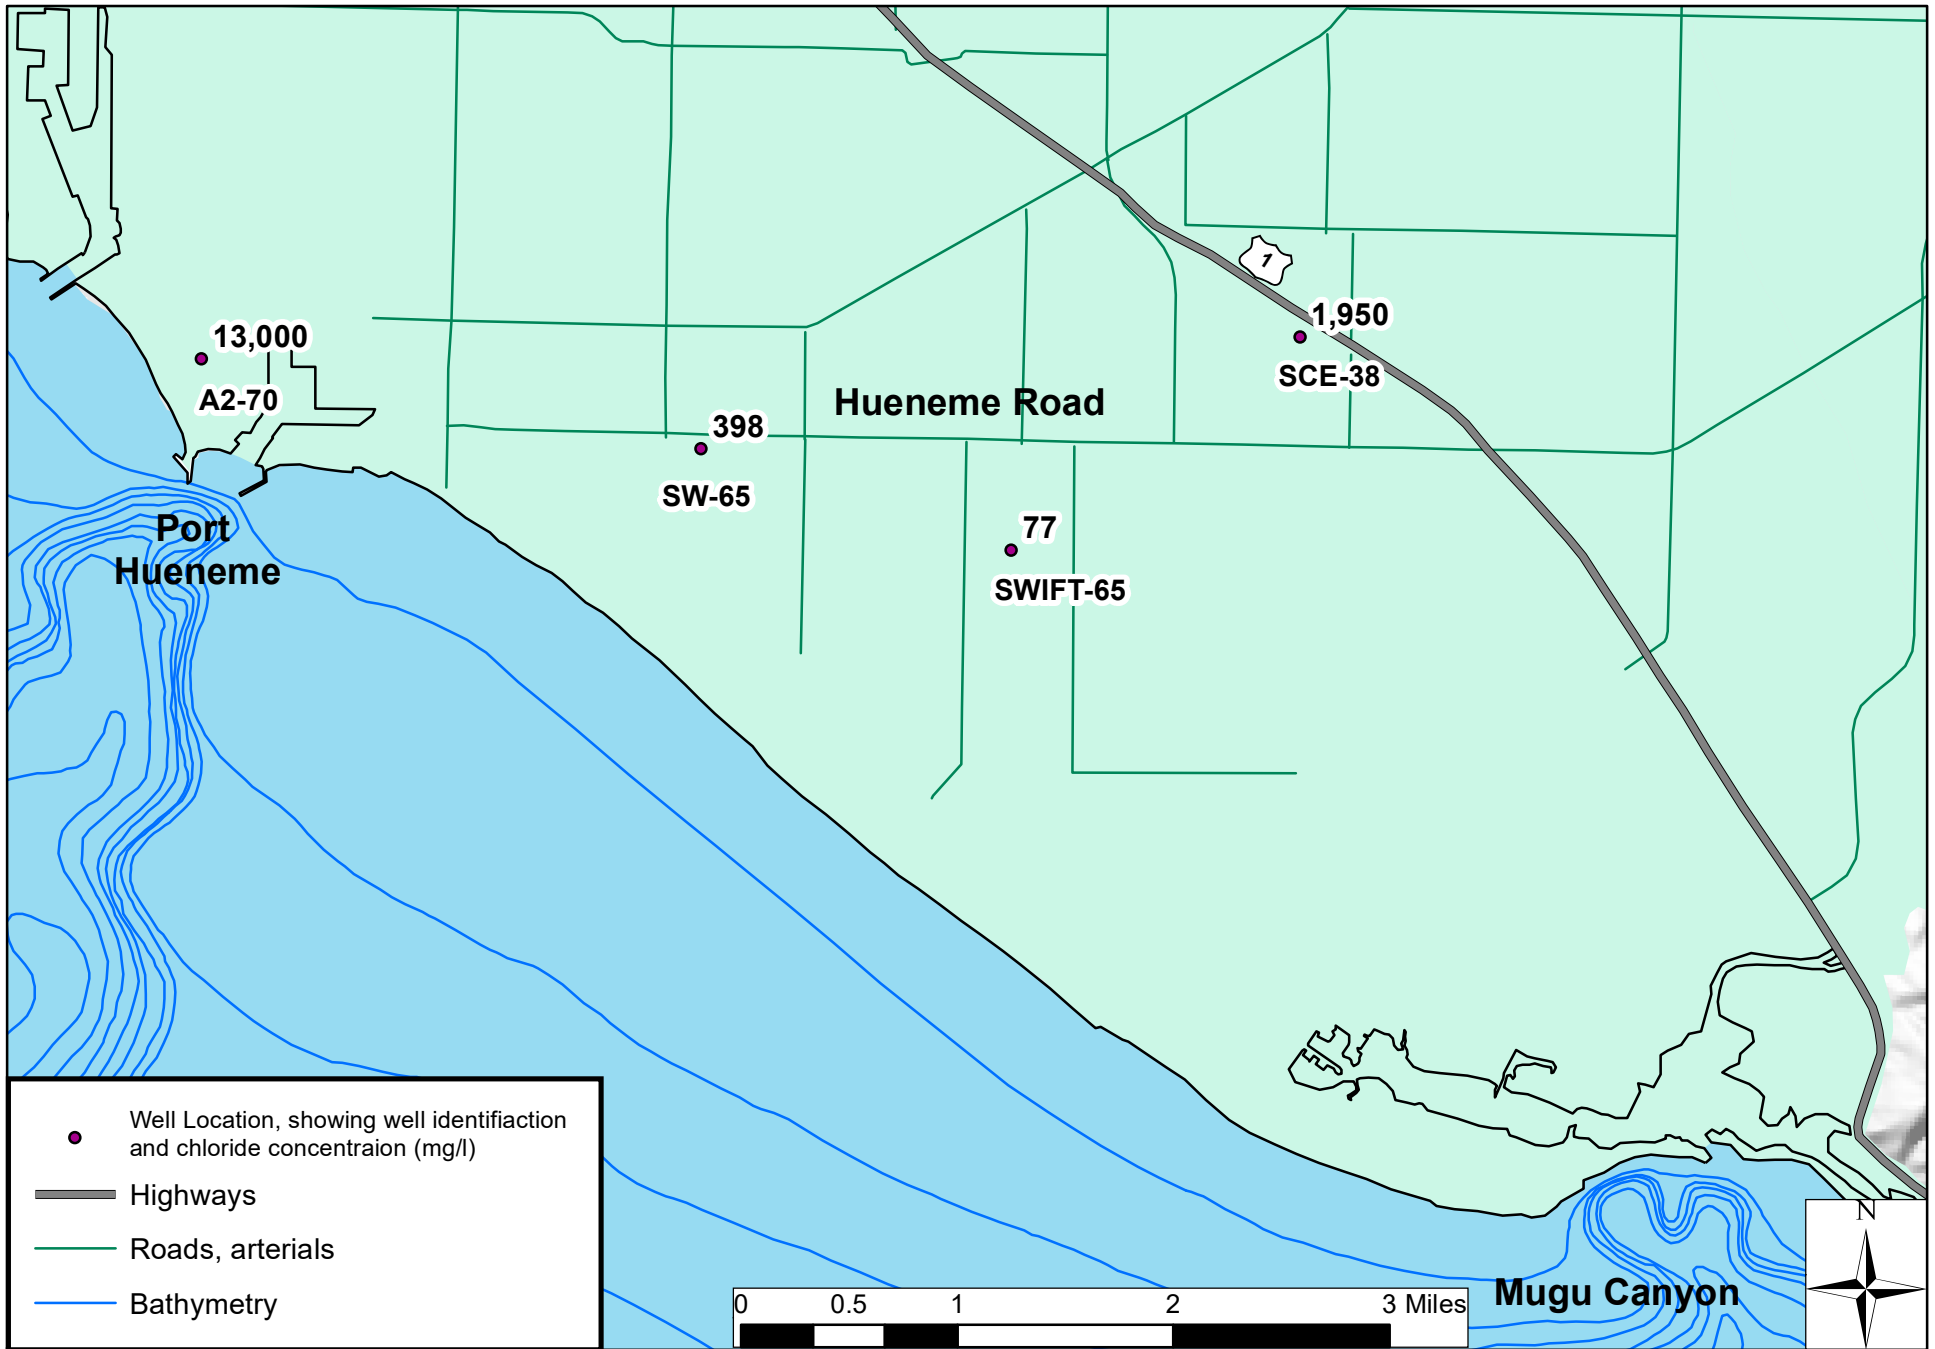 1
1,950
13,000
SCE-38
A2-70
Hueneme Road
398
SW-65
77
Port
Hueneme
SWIFT-65
Well Location, showing well identifiaction
and chloride concentraion (mg/l)
Highways
Roads, arterials
Bathymetry
0 0.5 1 2 3 Miles
Mugu Canyon
N